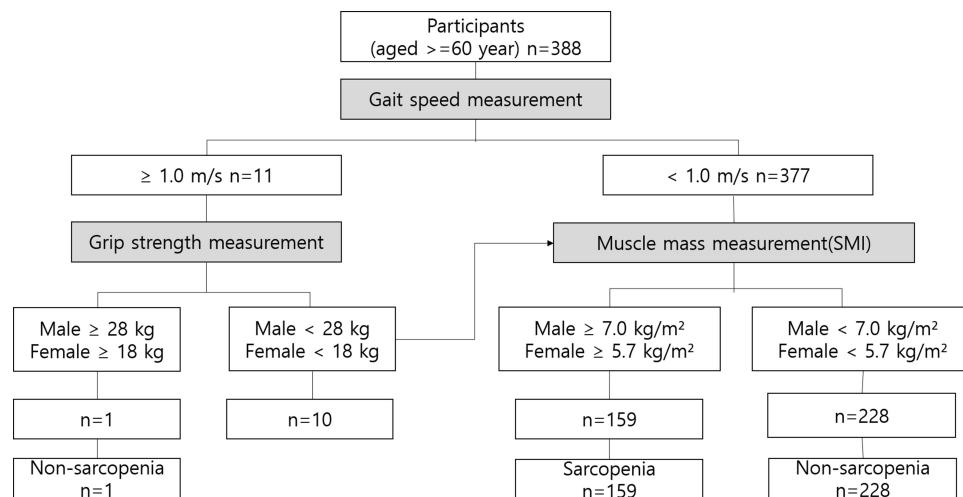 Participants
(aged >=60 year) n=388
Gait speed measurement
≥ 1.0 m/s n=11
< 1.0 m/s n=377
Grip strength measurement
Muscle mass measurement(SMI)
Male ≥ 28 kg
Female ≥ 18 kg
Male < 28 kg
Female < 18 kg
Male ≥ 7.0 kg/m²
Female ≥ 5.7 kg/m²
Male < 7.0 kg/m²
Female < 5.7 kg/m²
n=1
n=10
n=159
n=228
Non-sarcopenia
n=1
Sarcopenia
n=159
Non-sarcopenia
n=228